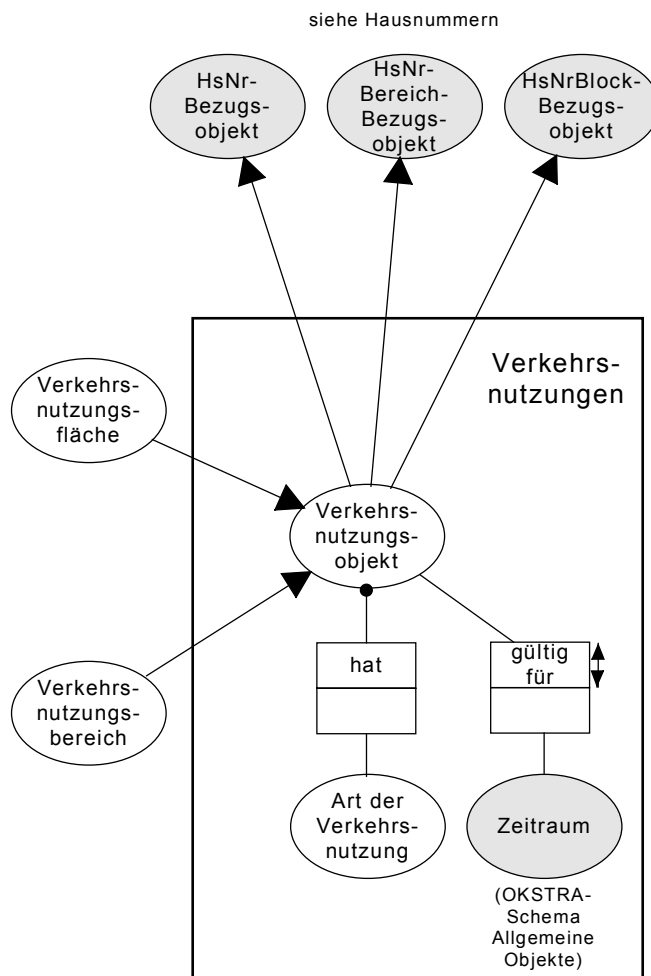 siehe Hausnummern
HsNr-
Bezugs-
objekt
HsNr-
Bereich-
Bezugs-
objekt
HsNrBlock-
Bezugs-
objekt
Verkehrs-
nutzungen
Verkehrs-
nutzungs-
fläche
Verkehrs-
nutzungs-
objekt
Verkehrs-
nutzungs-
bereich
hat
gültig
für
Art der
Verkehrs-
nutzung
Zeitraum
(OKSTRA-
Schema
Allgemeine
Objekte)